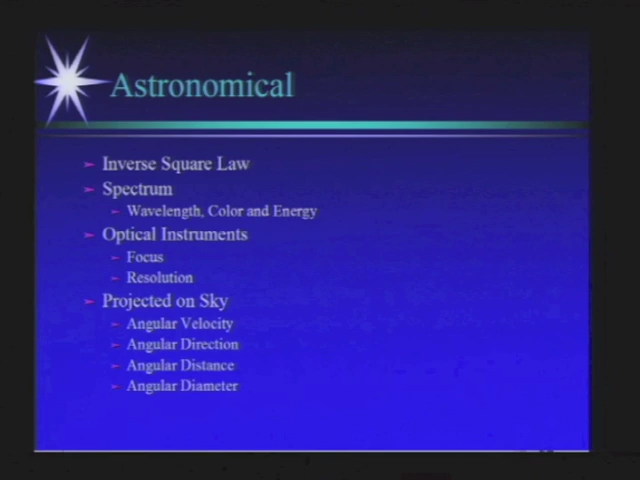 Astronomical
Inverse Square Law
Spectrum
Wavelength, Color and Energy
Optical Instruments
Focus
Resolution
Projected on Sky
Angular Velocity
Angular Direction
Angular Distance
Angular Diameter